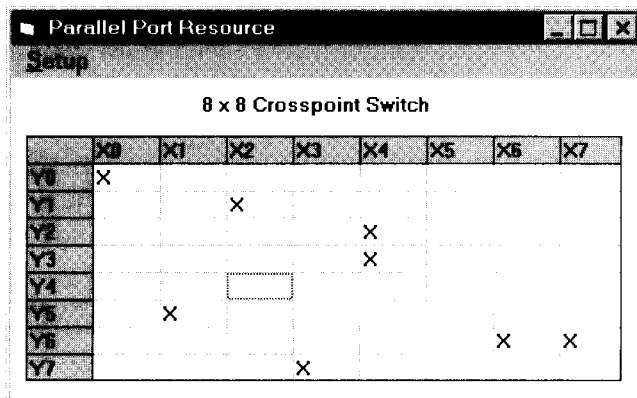 Parallel Port Resource
Setup
8 x 8 Crosspoint Switch
X0 X1 X2 X3 X4 X5 X6 X7
Y0 X
Y1 X
Y2 X
Y3 X
Y4
Y5 X
Y6 X X
Y7 X